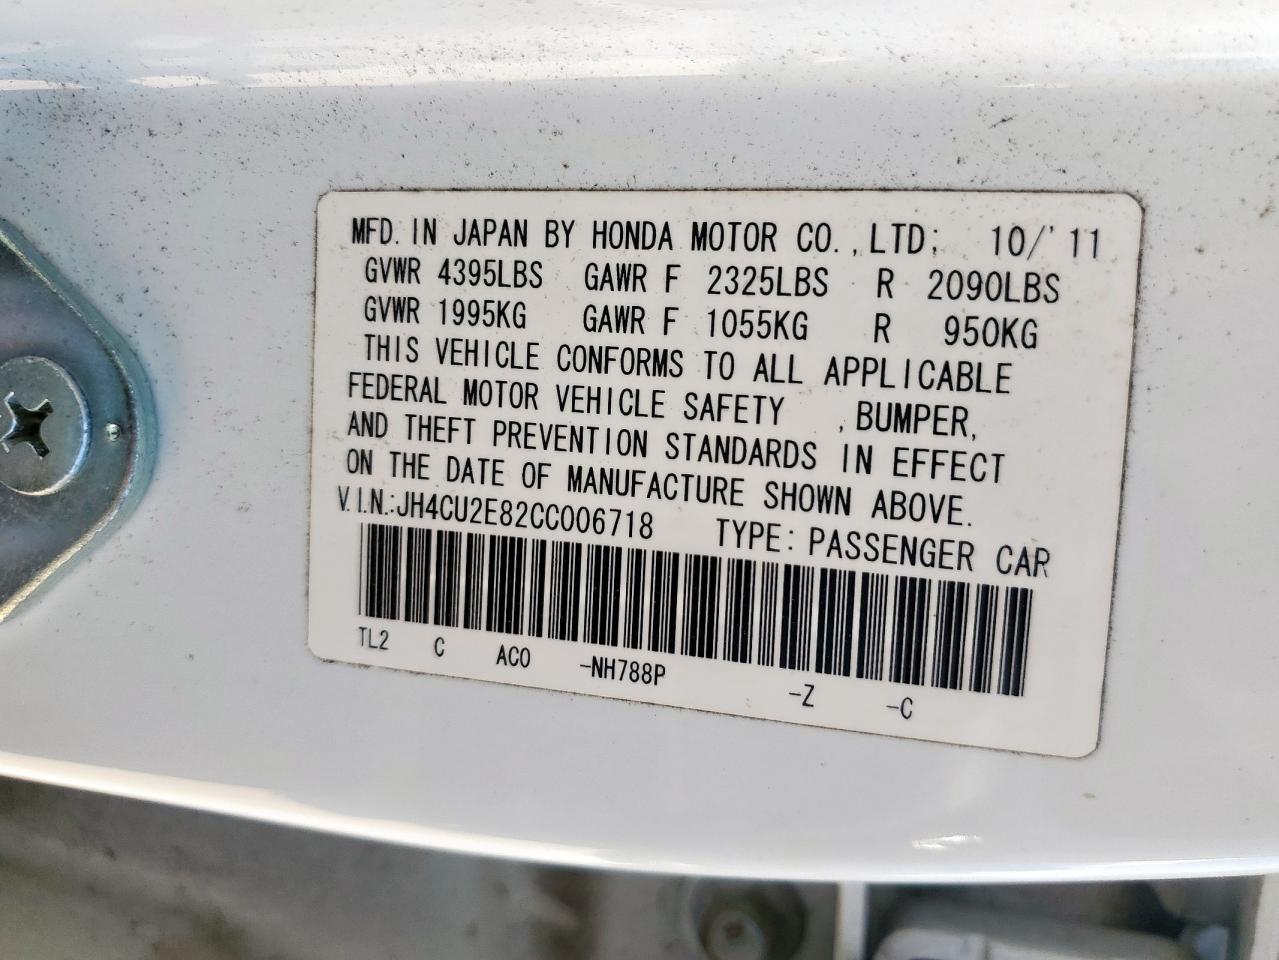 MFD. IN JAPAN BY HONDA MOTOR CO.,LTD; 10/'11
GVWR 4395LBS GAWR F 2325LBS R 2090LBS
GVWR 1995KG GAWR F 1055KG R 950KG
THIS VEHICLE CONFORMS TO ALL APPLICABLE
FEDERAL MOTOR VEHICLE SAFETY ,BUMPER,
AND THEFT PREVENTION STANDARDS IN EFFECT
ON THE DATE OF MANUFACTURE SHOWN ABOVE.
V.I.N.:JH4CU2E82CC006718 TYPE: PASSENGER CAR
TL2 C AC0 -NH788P -Z -C